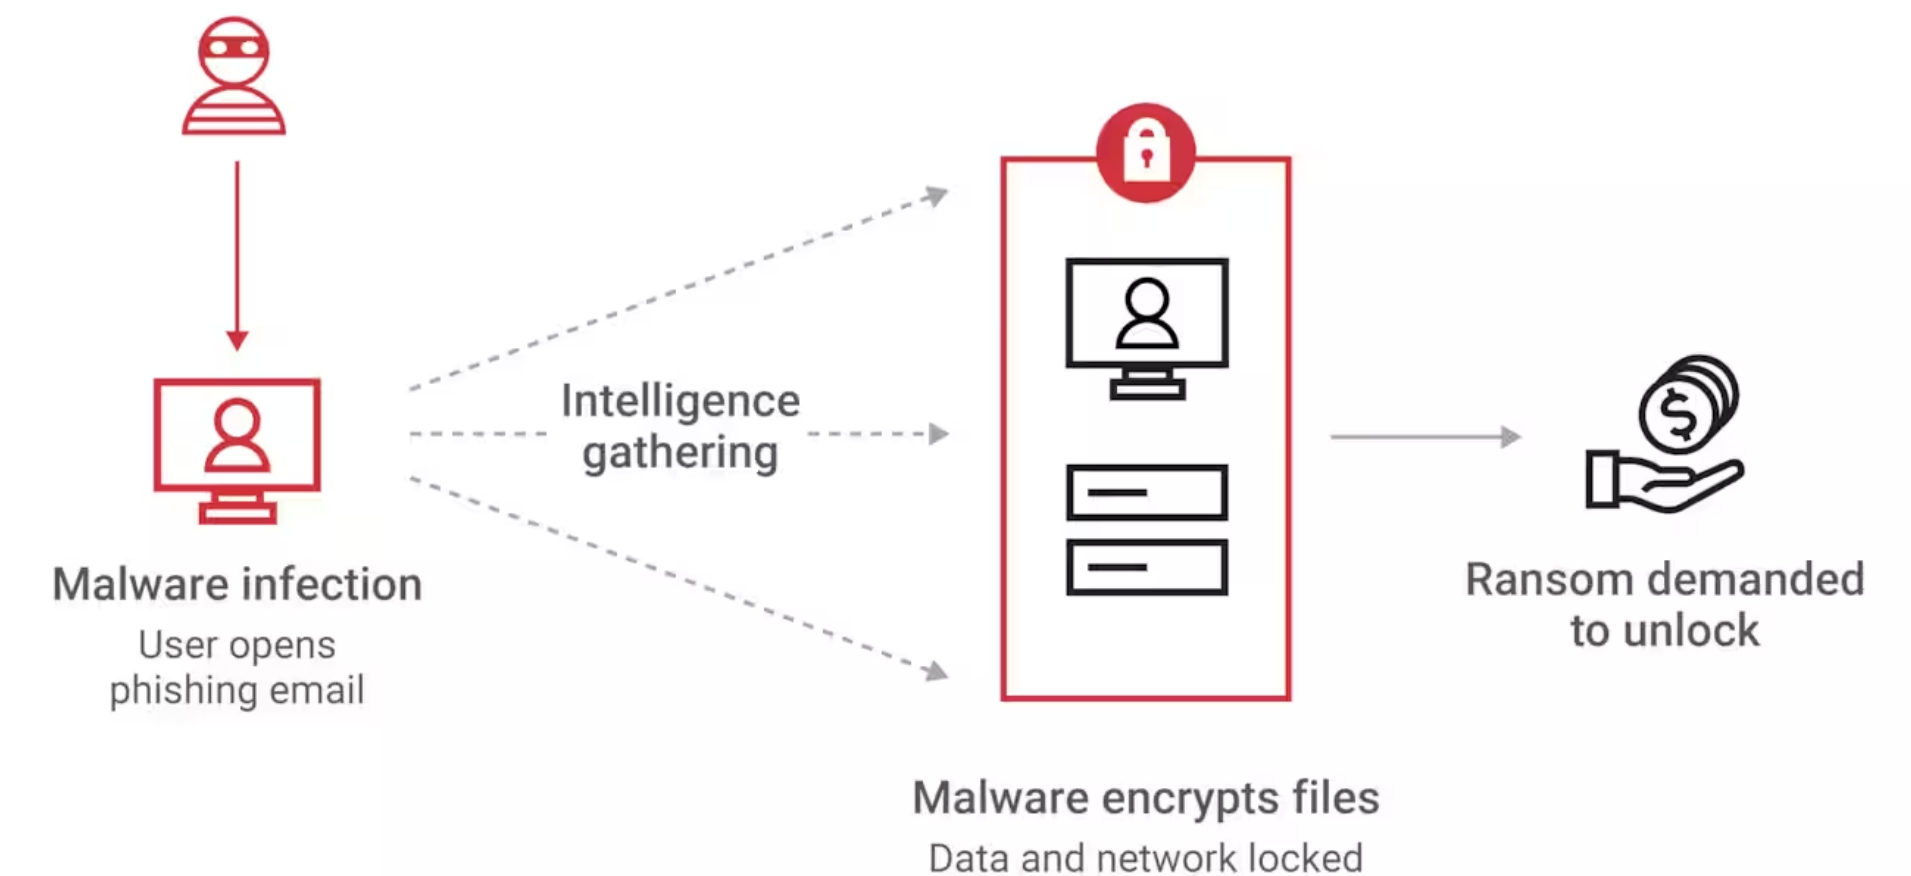 Malware infection
User opens
phishing email
Intelligence
gathering
Malware encrypts files
Data and network locked
$
Ransom demanded
to unlock